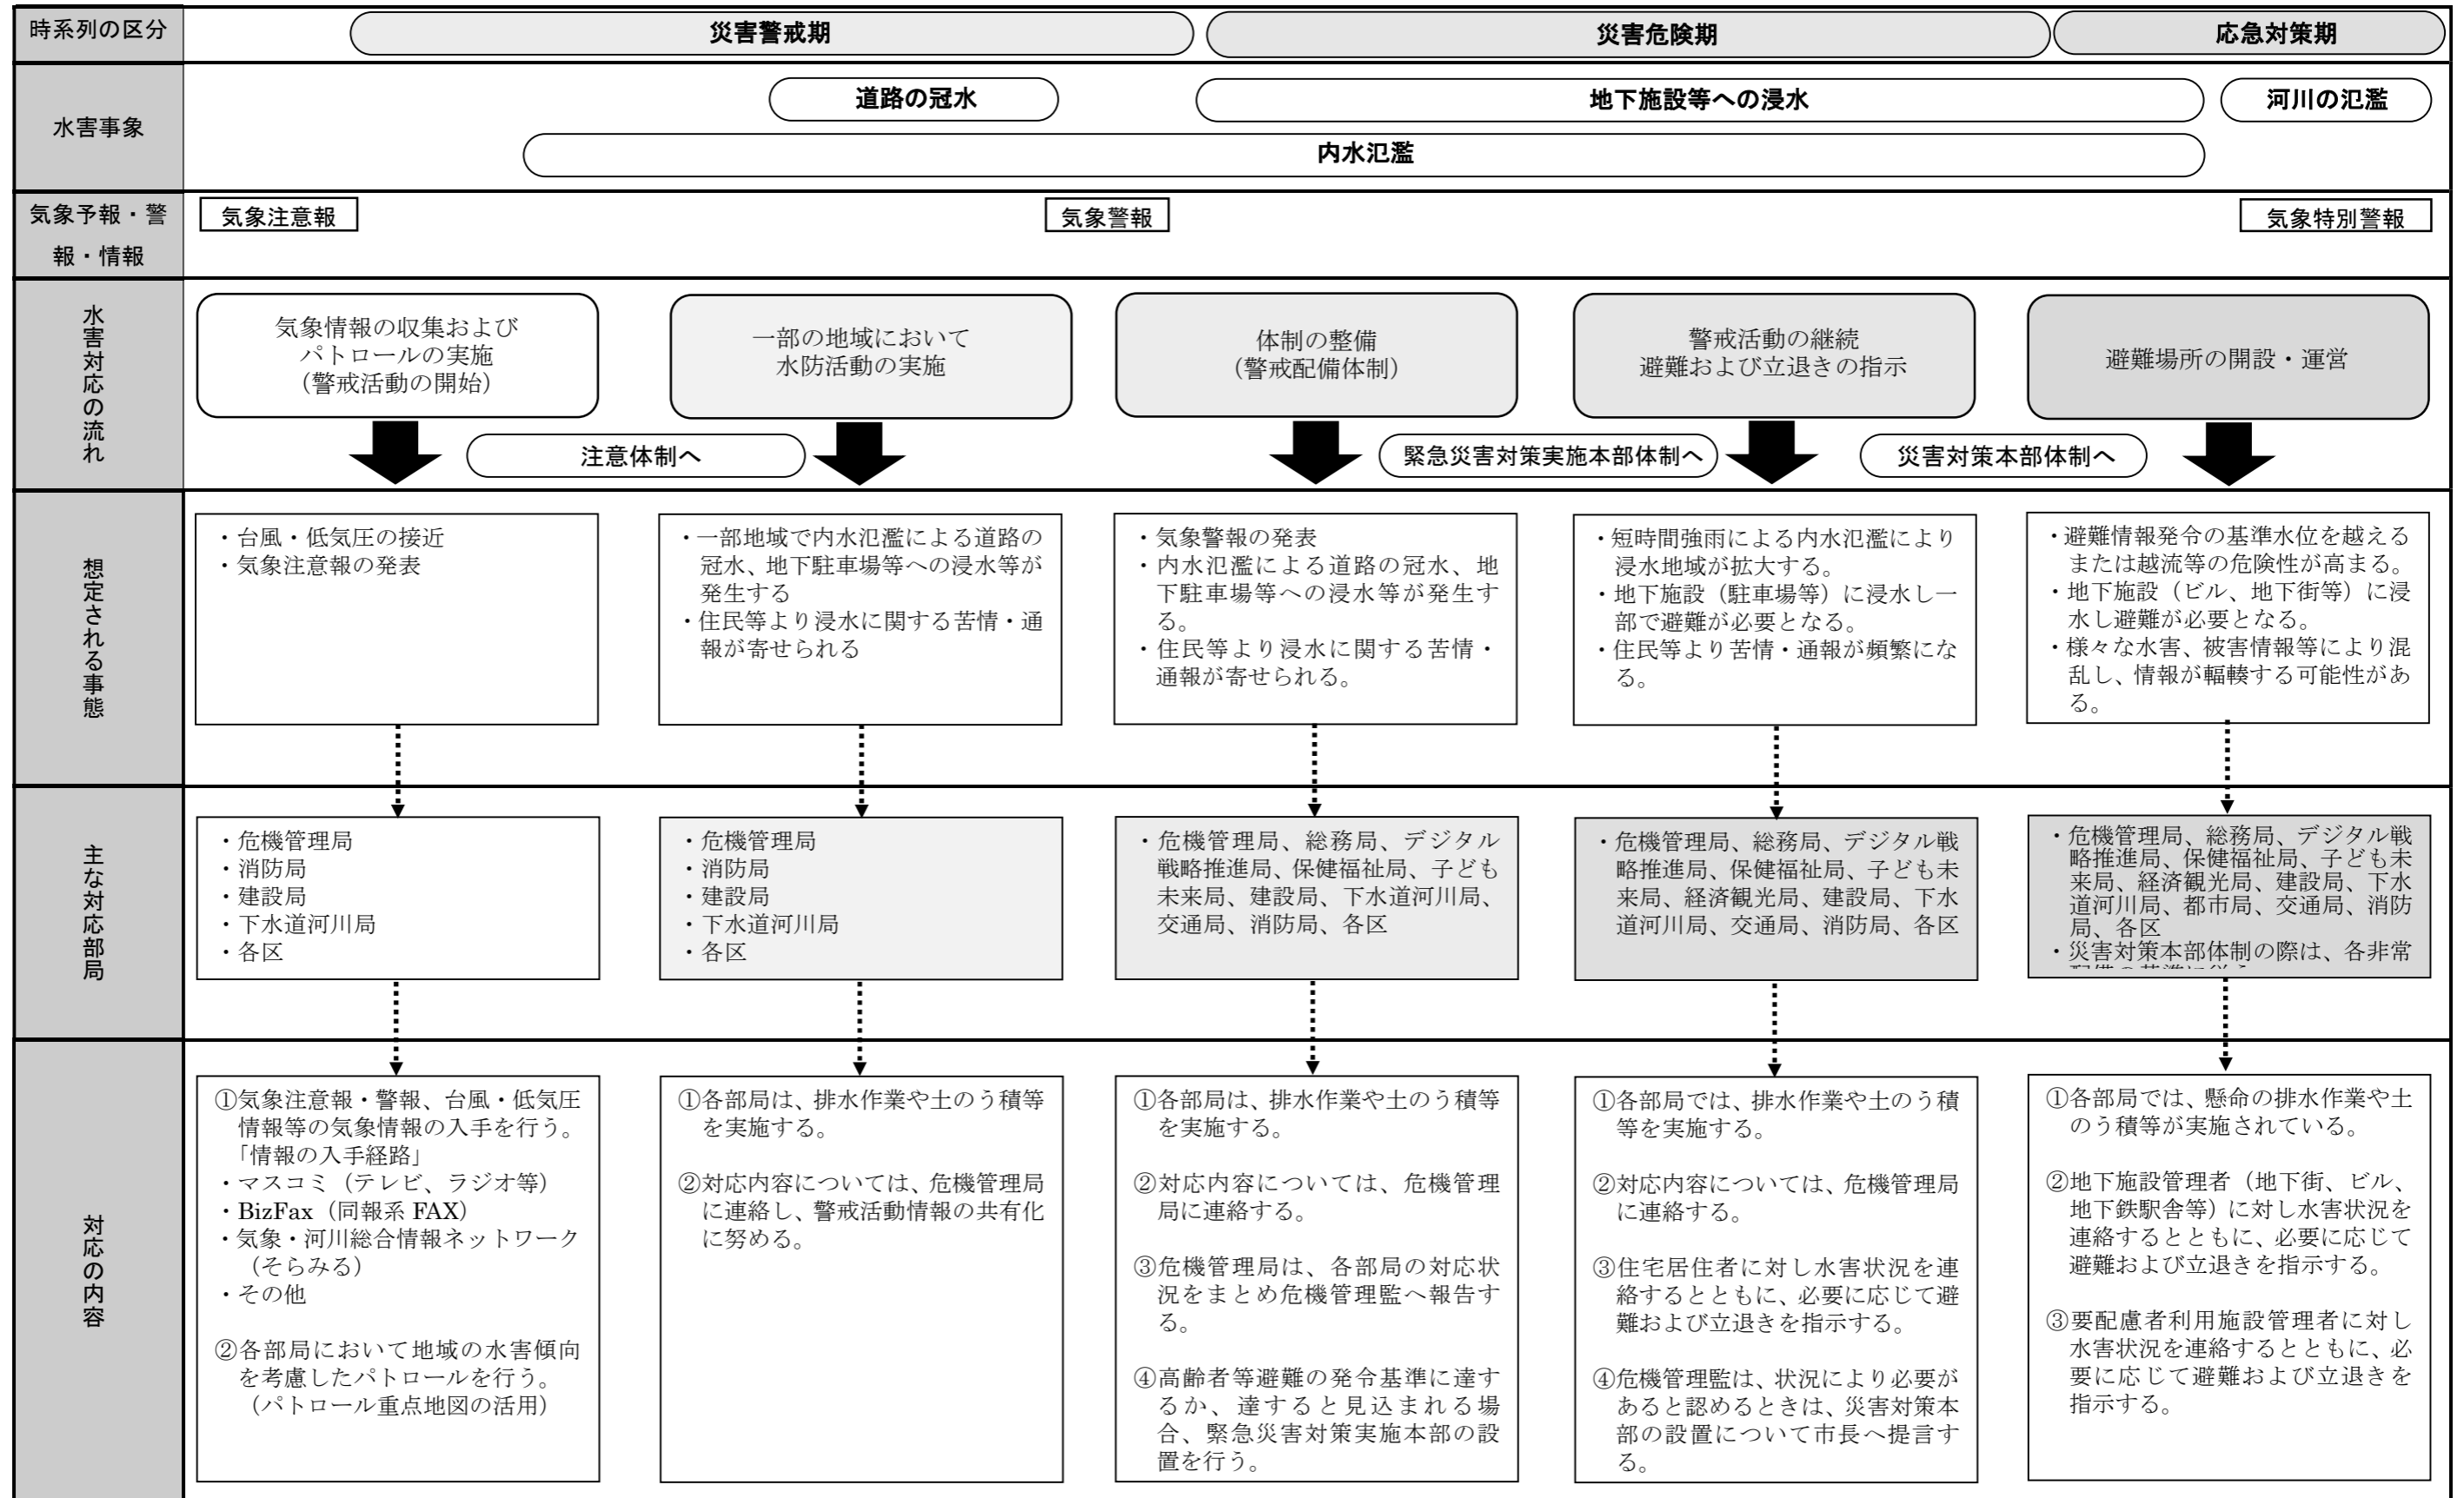 時系列の区分
災害警戒期
災害危険期
応急対策期
水害事象
道路の冠水
地下施設等への浸水
河川の氾濫
内水氾濫
気象予報・警
報・情報
気象注意報
気象警報
気象特別警報
水害対応の流れ
気象情報の収集および
パトロールの実施
（警戒活動の開始）
一部の地域において
水防活動の実施
体制の整備
（警戒配備体制）
警戒活動の継続
避難および立退きの指示
避難場所の開設・運営
注意体制へ
緊急災害対策実施本部体制へ
災害対策本部体制へ
想定される事態
・台風・低気圧の接近
・気象注意報の発表
・一部地域で内水氾濫による道路の
冠水、地下駐車場等への浸水等が
発生する
・住民等より浸水に関する苦情・通
報が寄せられる
・気象警報の発表
・内水氾濫による道路の冠水、地
下駐車場等への浸水等が発生す
る。
・住民等より浸水に関する苦情・
通報が寄せられる。
・短時間強雨による内水氾濫により
浸水地域が拡大する。
・地下施設（駐車場等）に浸水し一
部で避難が必要となる。
・住民等より苦情・通報が頻繁にな
る。
・避難情報発令の基準水位を越える
または越流等の危険性が高まる。
・地下施設（ビル、地下街等）に浸
水し避難が必要となる。
・様々な水害、被害情報等により混
乱し、情報が輻輳する可能性があ
る。
主な対応部局
・危機管理局
・消防局
・建設局
・下水道河川局
・各区
・危機管理局
・消防局
・建設局
・下水道河川局
・各区
・危機管理局、総務局、デジタル
戦略推進局、保健福祉局、子ども
未来局、建設局、下水道河川局、
交通局、消防局、各区
・危機管理局、総務局、デジタル戦
略推進局、保健福祉局、子ども未
来局、経済観光局、建設局、下水
道河川局、交通局、消防局、各区
・危機管理局、総務局、デジタル戦
略推進局、保健福祉局、子ども未
来局、経済観光局、建設局、下水
道河川局、都市局、交通局、消防
局、各区
・災害対策本部体制の際は、各非常
対応の内容
①気象注意報・警報、台風・低気圧
情報等の気象情報の入手を行う。
「情報の入手経路」
・マスコミ（テレビ、ラジオ等）
・BizFax（同報系 FAX）
・気象・河川総合情報ネットワーク
（そらみる）
・その他
②各部局において地域の水害傾向
を考慮したパトロールを行う。
（パトロール重点地図の活用）
①各部局は、排水作業や土のう積等
を実施する。
②対応内容については、危機管理局
に連絡し、警戒活動情報の共有化
に努める。
①各部局は、排水作業や土のう積等
を実施する。
②対応内容については、危機管理
局に連絡する。
③危機管理局は、各部局の対応状
況をまとめ危機管理監へ報告す
る。
④高齢者等避難の発令基準に達す
るか、達すると見込まれる場
合、緊急災害対策実施本部の設
置を行う。
①各部局では、排水作業や土のう積
等を実施する。
②対応内容については、危機管理局
に連絡する。
③住宅居住者に対し水害状況を連
絡するとともに、必要に応じて避
難および立退きを指示する。
④危機管理監は、状況により必要が
あると認めるときは、災害対策本
部の設置について市長へ提言す
る。
①各部局では、懸命の排水作業や土
のう積等が実施されている。
②地下施設管理者（地下街、ビル、
地下鉄駅舎等）に対し水害状況を
連絡するとともに、必要に応じて
避難および立退きを指示する。
③要配慮者利用施設管理者に対し
水害状況を連絡するとともに、必
要に応じて避難および立退きを
指示する。